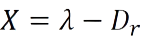 X = λ − D_r